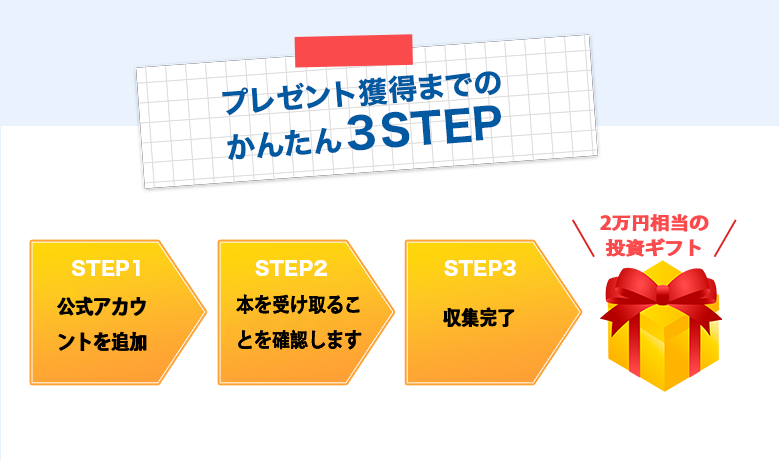 プレゼント獲得までの
かんたん3STEP
2万円相当の
投資ギフト
STEP1
公式アカウ
ントを追加
STEP2
本を受け取るこ
とを確認します
STEP3
収集完了